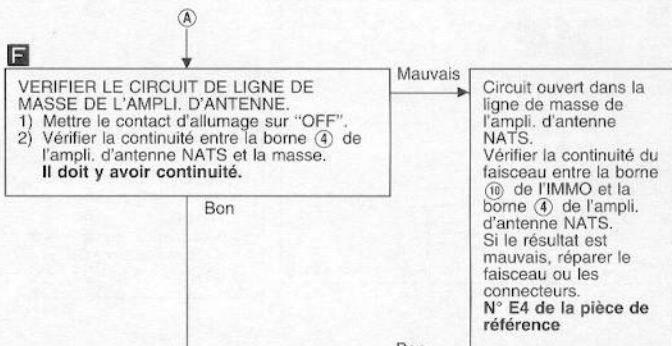 A
F
VERIFIER LE CIRCUIT DE LIGNE DE
MASSE DE L'AMPLI. D'ANTENNE.
1) Mettre le contact d'allumage sur "OFF".
2) Vérifier la continuité entre la borne ④ de
l'ampli. d'antenne NATS et la masse.
Il doit y avoir continuité.
Mauvais
Circuit ouvert dans la
ligne de masse de
l'ampli. d'antenne
NATS.
Vérifier la continuité du
faisceau entre la borne
⑩ de l'IMMO et la
borne ④ de l'ampli.
d'antenne NATS.
Si le résultat est
mauvais, réparer le
faisceau ou les
connecteurs.
N° E4 de la pièce de
référence
Bon